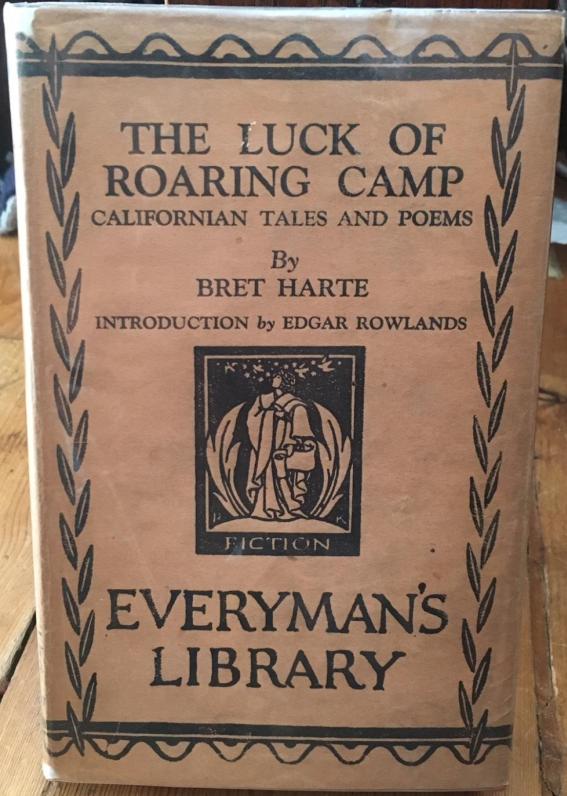 THE LUCK OF
ROARING CAMP
CALIFORNIAN TALES AND POEMS
By
BRET HARTE
INTRODUCTION by EDGAR ROWLANDS
FICTION
EVERYMAN'S
LIBRARY